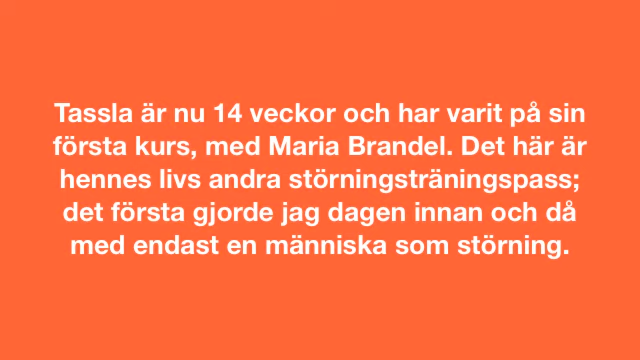 Tassla är nu 14 veckor och har varit på sin
första kurs, med Maria Brandel. Det här är
hennes livs andra störningsträningspass;
det första gjorde jag dagen innan och då
med endast en människa som störning.